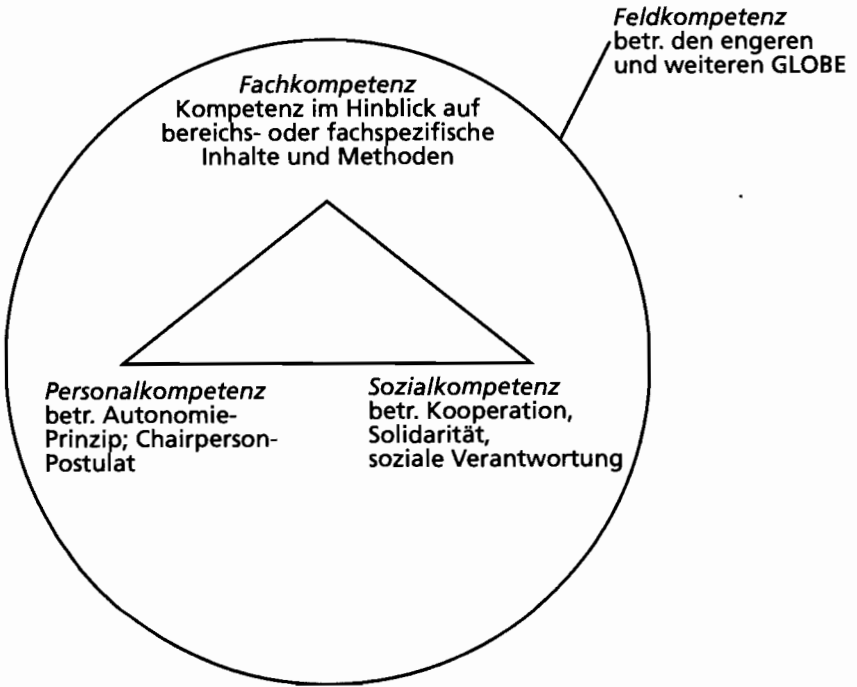 Feldkompetenz
betr. den engeren
und weiteren GLOBE
Fachkompetenz
Kompetenz im Hinblick auf
bereichs- oder fachspezifische
Inhalte und Methoden
Personalkompetenz
betr. Autonomie-
Prinzip; Chairperson-
Postulat
Sozialkompetenz
betr. Kooperation,
Solidarität,
soziale Verantwortung